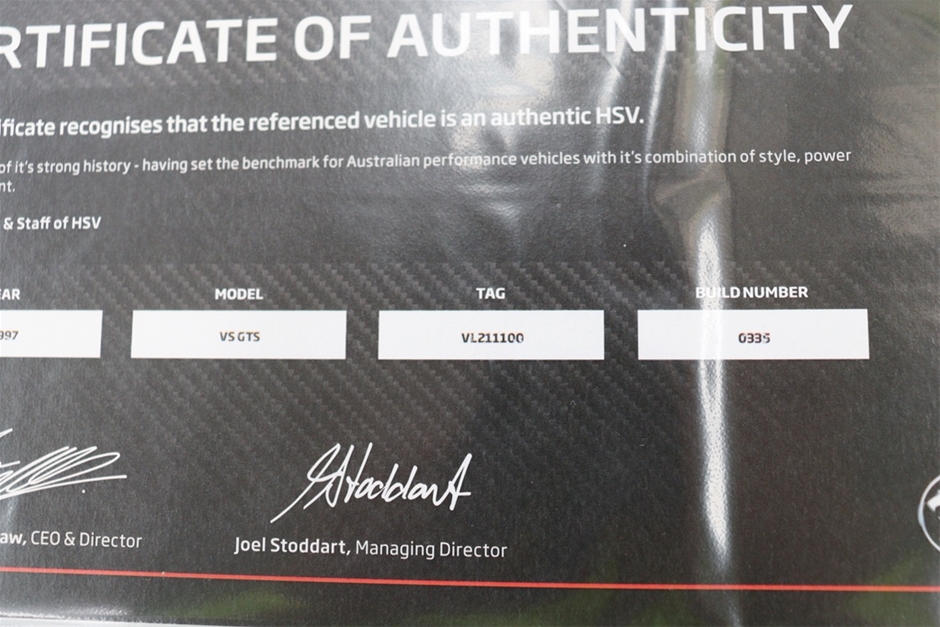 RTIFICATE OF AUTHENTICITY
ificate recognises that the referenced vehicle is an authentic HSV.
of it's strong history - having set the benchmark for Australian performance vehicles with it's combination of style, power
nt.
& Staff of HSV
EAR MODEL TAG BUILD NUMBER
997 VS GTS VL211100 0335
Stoddart
aw, CEO & Director Joel Stoddart, Managing Director